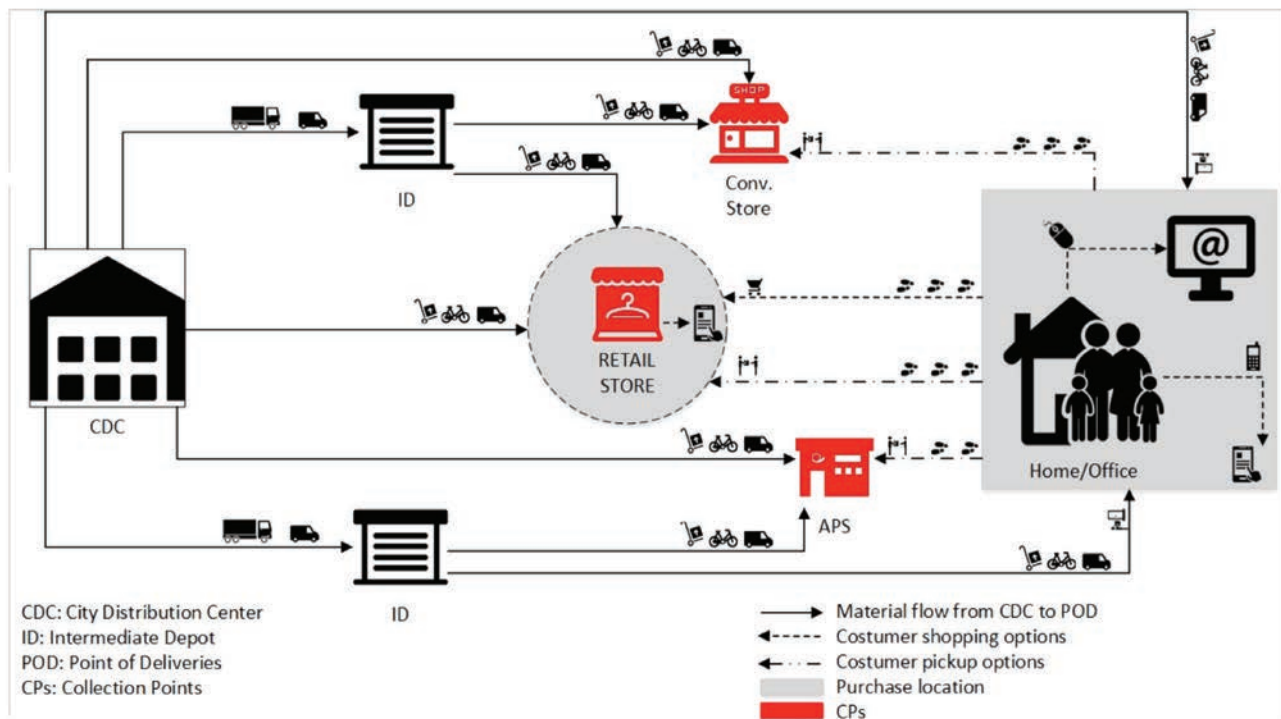 SHOP
Conv.
Store
ID
@
RETAIL
STORE
CDC
Home/Office
APS
ID
CDC: City Distribution Center
ID: Intermediate Depot
POD: Point of Deliveries
CPs: Collection Points
Material flow from CDC to POD
Costumer shopping options
Costumer pickup options
Purchase location
CPs